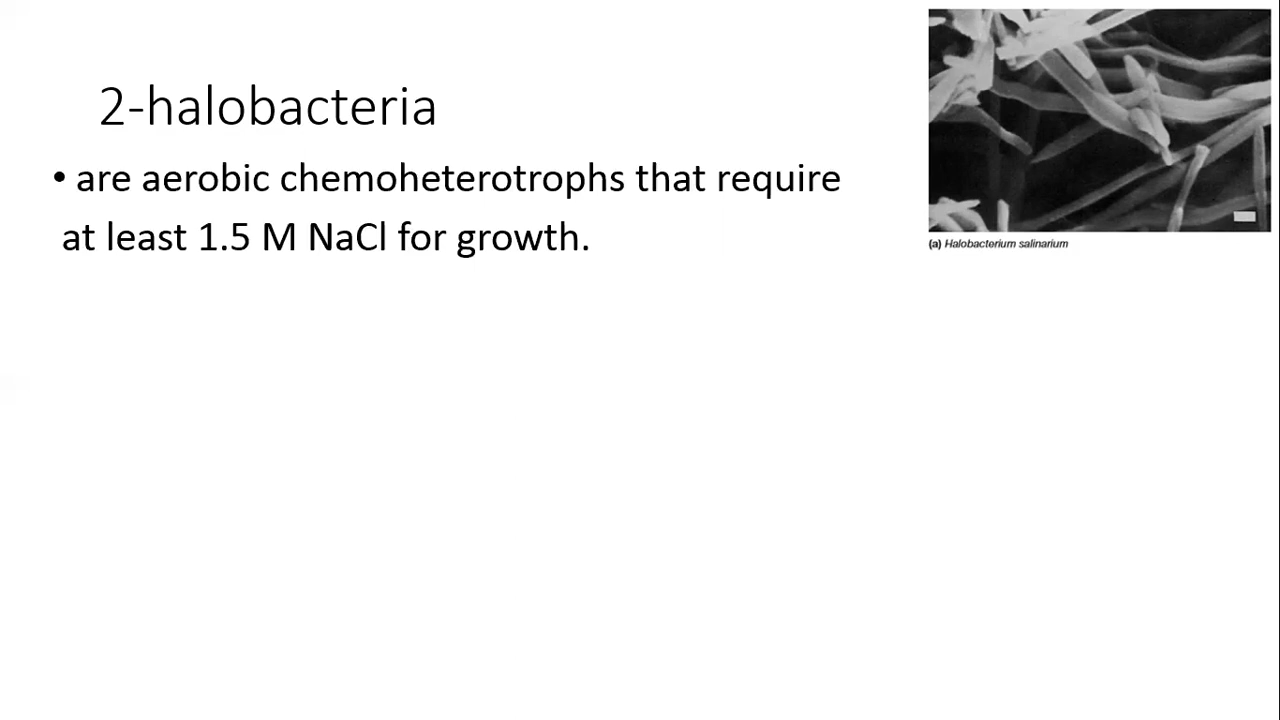 2-halobacteria
• are aerobic chemoheterotrophs that require
at least 1.5 M NaCl for growth.
(a) Halobacterium salinarium